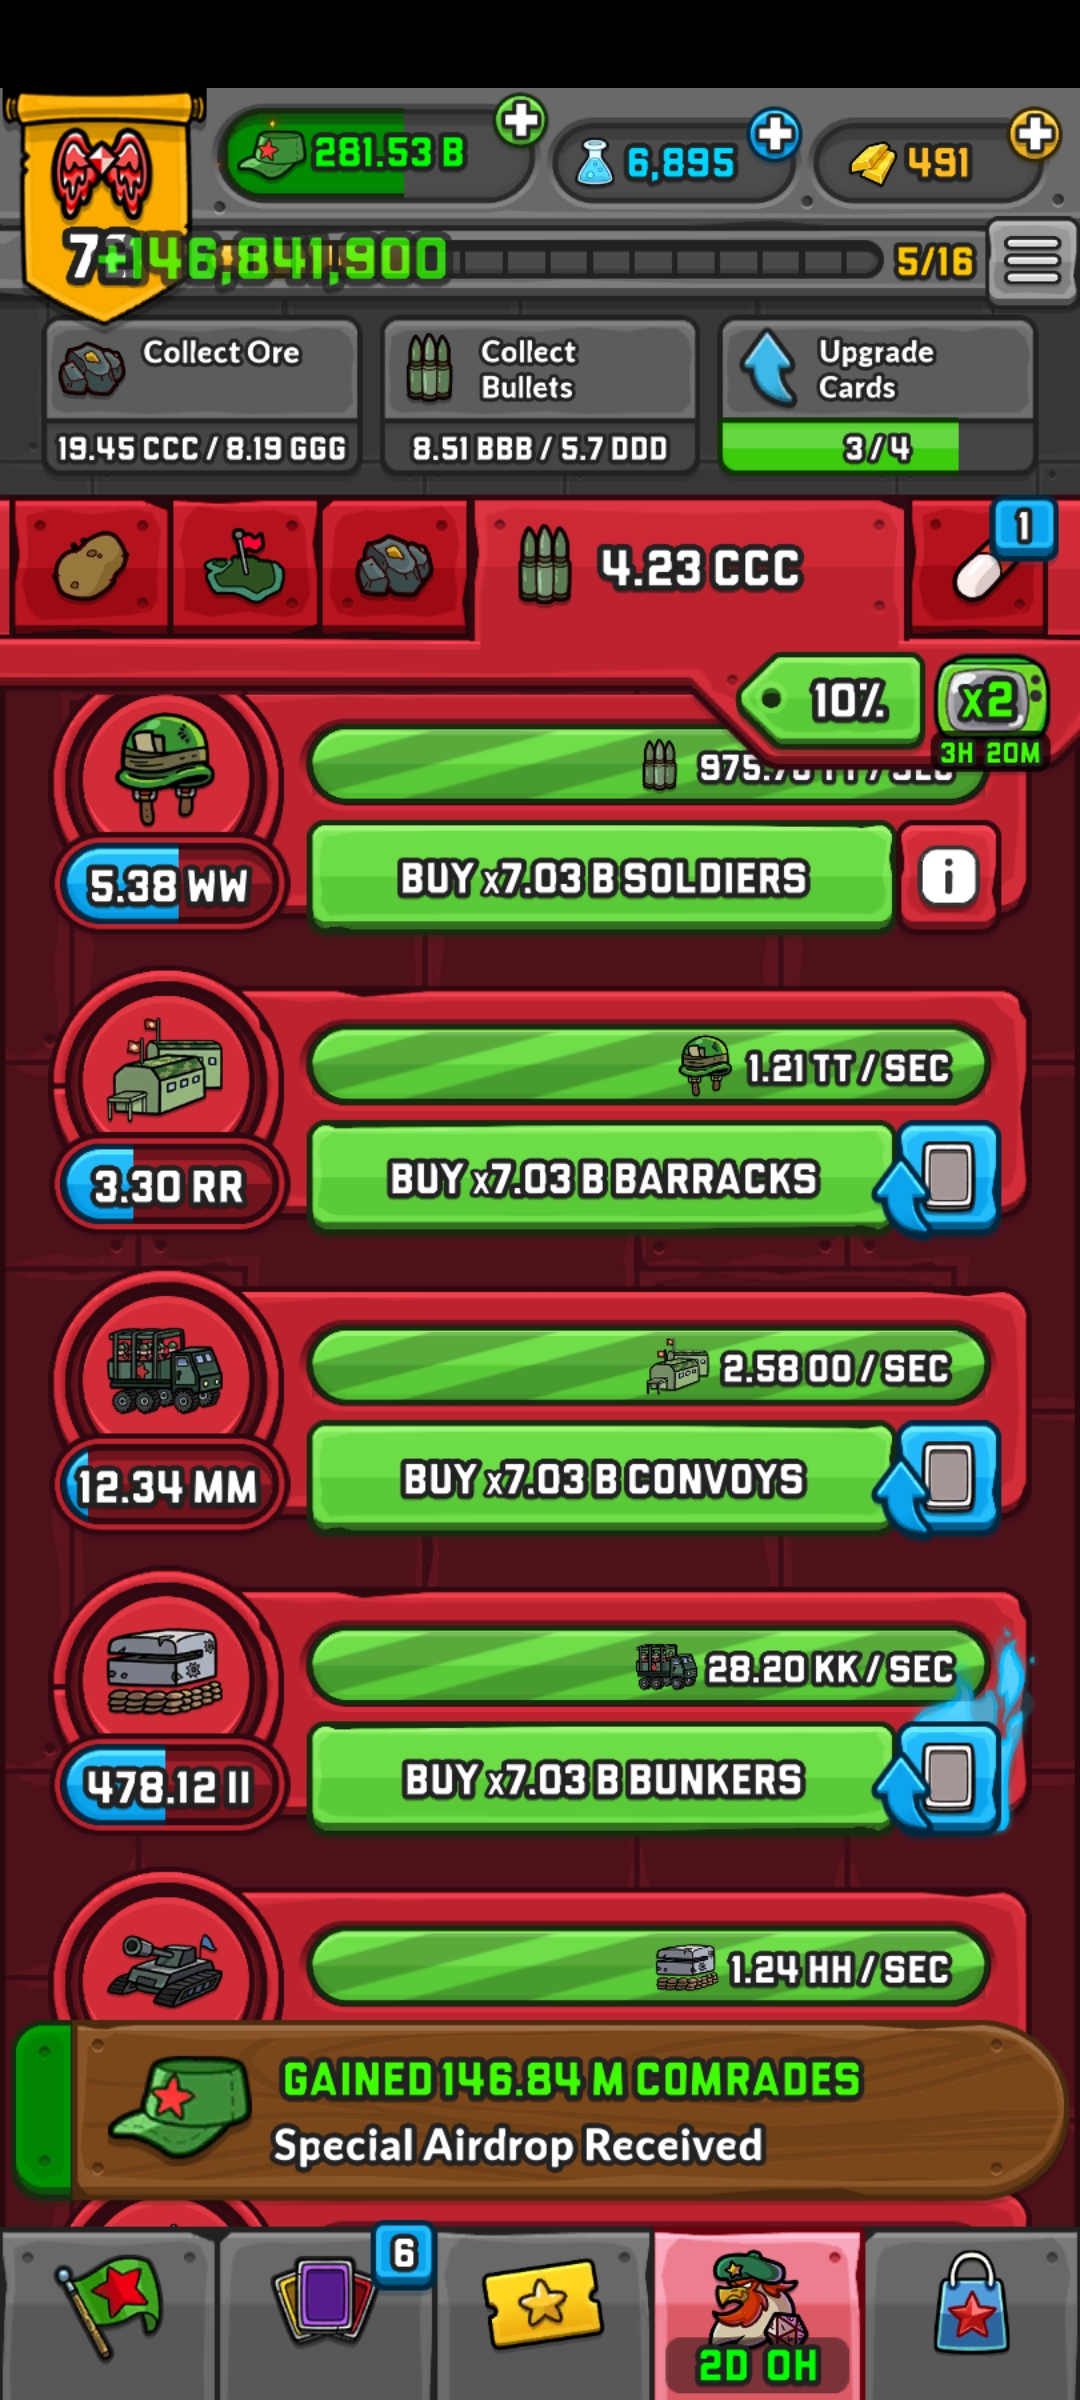 281.53 B
6,895
491
+146,841,900
5/16
Collect Ore
19.45 CCC / 8.19 GGG
Collect
Bullets
8.51 BBB / 5.7 DDD
Upgrade
Cards
3/4
4.23 CCC
1
10%
x2
3H 20M
5.38 WW
BUY x7.03 B SOLDIERS
i
1.21 TT / SEC
3.30 RR
BUY x7.03 B BARRACKS
2.58 OO / SEC
12.34 MM
BUY x7.03 B CONVOYS
28.20 KK / SEC
478.12 II
BUY x7.03 B BUNKERS
1.24 HH / SEC
GAINED 146.84 M COMRADES
Special Airdrop Received
6
2D 0H